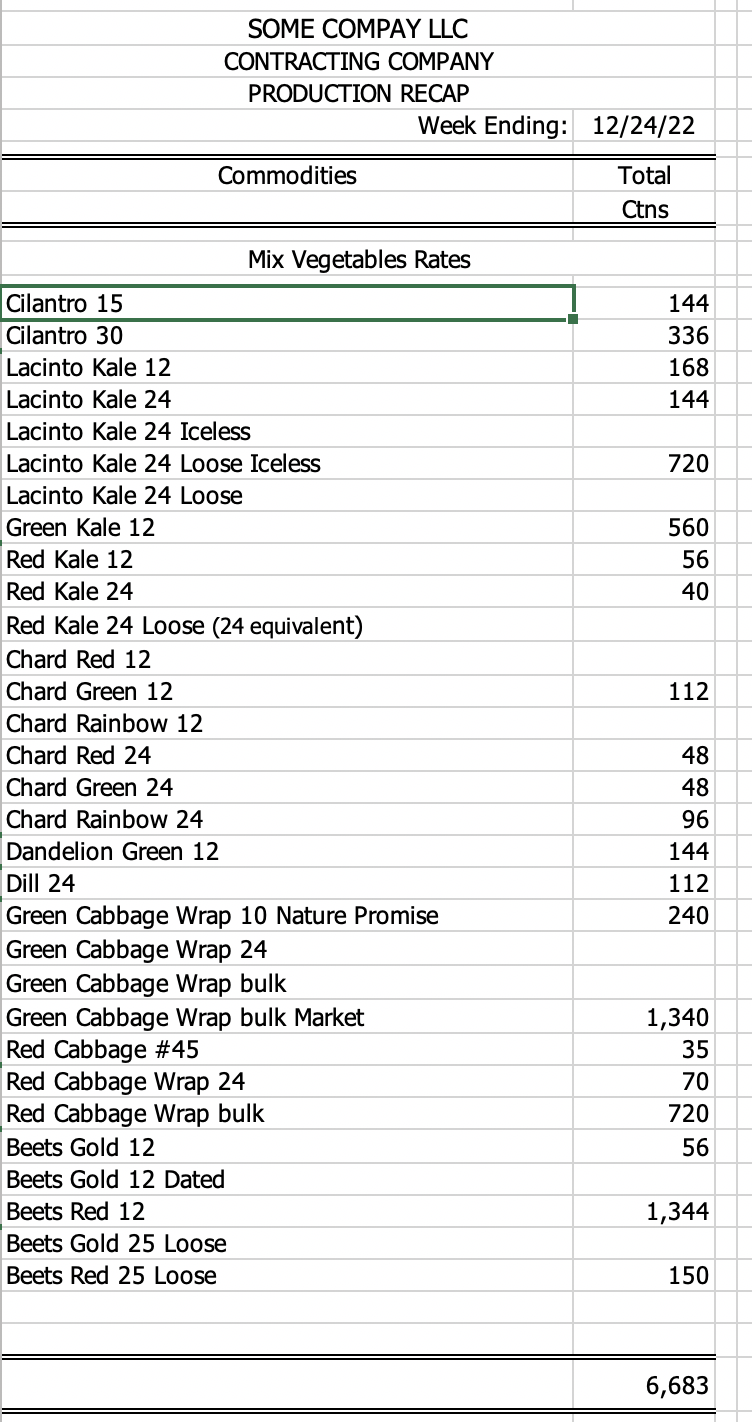 SOME COMPAY LLC
CONTRACTING COMPANY
PRODUCTION RECAP
Week Ending: 12/24/22
Commodities Total
Ctns
Mix Vegetables Rates
Cilantro 15 144
Cilantro 30 336
Lacinto Kale 12 168
Lacinto Kale 24 144
Lacinto Kale 24 Iceless
Lacinto Kale 24 Loose Iceless 720
Lacinto Kale 24 Loose
Green Kale 12 560
Red Kale 12 56
Red Kale 24 40
Red Kale 24 Loose (24 equivalent)
Chard Red 12
Chard Green 12 112
Chard Rainbow 12
Chard Red 24 48
Chard Green 24 48
Chard Rainbow 24 96
Dandelion Green 12 144
Dill 24 112
Green Cabbage Wrap 10 Nature Promise 240
Green Cabbage Wrap 24
Green Cabbage Wrap bulk
Green Cabbage Wrap bulk Market 1,340
Red Cabbage #45 35
Red Cabbage Wrap 24 70
Red Cabbage Wrap bulk 720
Beets Gold 12 56
Beets Gold 12 Dated
Beets Red 12 1,344
Beets Gold 25 Loose
Beets Red 25 Loose 150
6,683